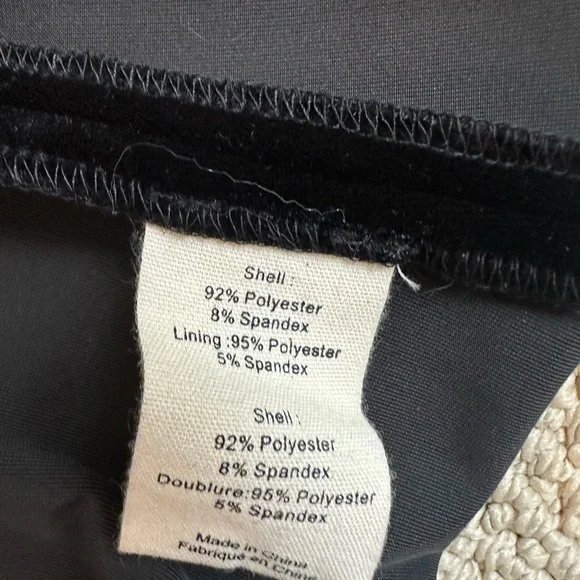 Shell :
92% Polyester
8% Spandex
Lining :95% Polyester
5% Spandex
Shell :
92% Polyester
8% Spandex
Doublure:95% Polyester
5% Spandex
Made in China
Fabriqué en Chine